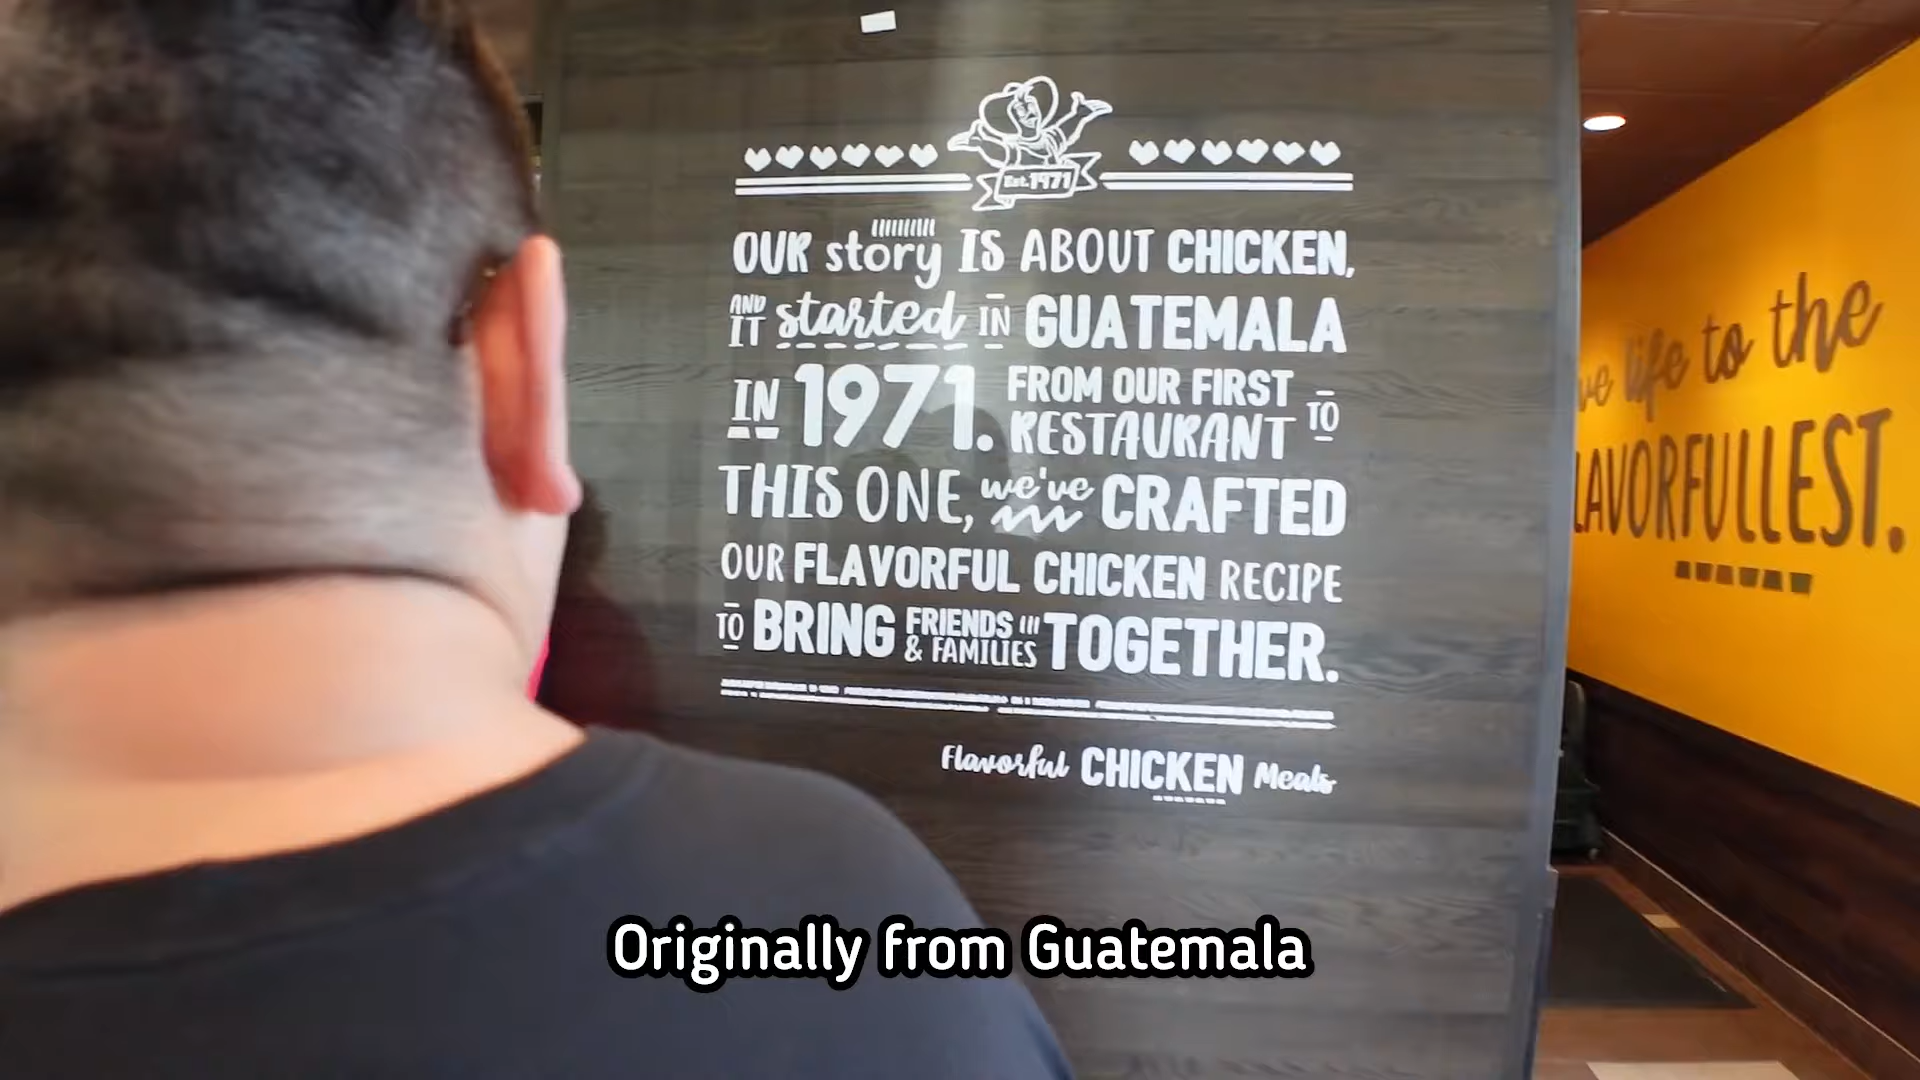 Est. 1971
OUR story IS ABOUT CHICKEN,
AND IT started IN GUATEMALA
IN 1971. FROM OUR FIRST RESTAURANT TO
THIS ONE, we've CRAFTED
OUR FLAVORFUL CHICKEN RECIPE
TO BRING FRIENDS & FAMILIES TOGETHER.
Flavorful CHICKEN Meals
life to the
Originally from Guatemala